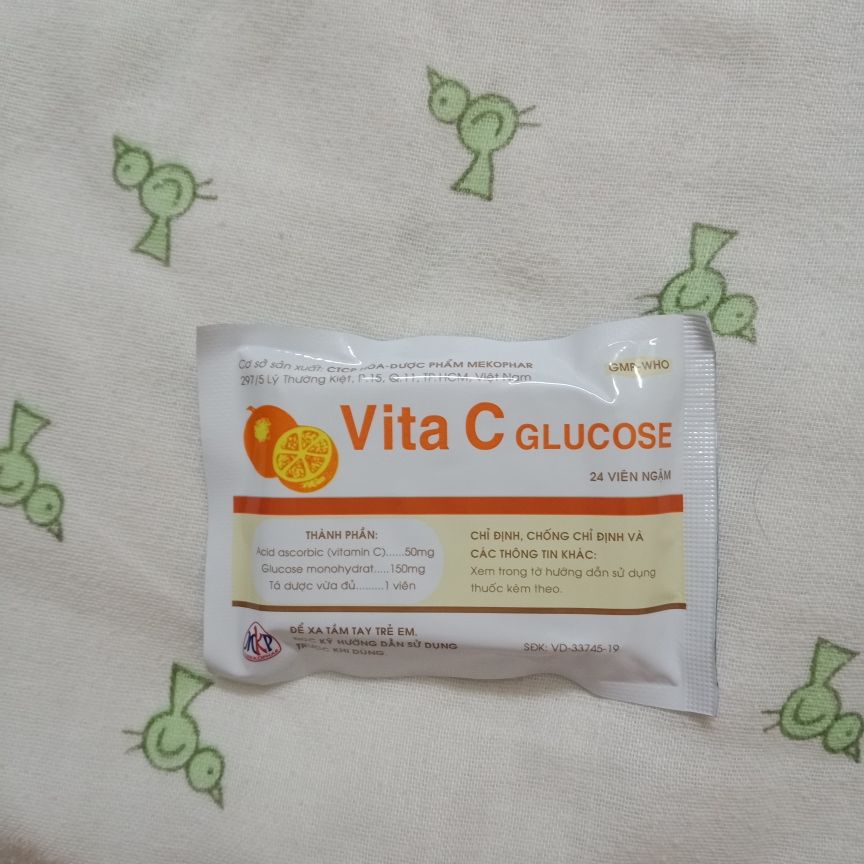 Cơ sở sản xuất: CTCP HÓA-DƯỢC PHẨM MEKOPHAR
297/5 Lý Thường Kiệt, P.15, Q.11, TP.HCM, Việt Nam
GMP-WHO
Vita C GLUCOSE
24 VIÊN NGẬM
THÀNH PHẦN:
Acid ascorbic (vitamin C)......50mg
Glucose monohydrat.....150mg
Tá dược vừa đủ.........1 viên
CHỈ ĐỊNH, CHỐNG CHỈ ĐỊNH VÀ
CÁC THÔNG TIN KHÁC:
Xem trong tờ hướng dẫn sử dụng
thuốc kèm theo.
MKP
MEKOPHAR
ĐỂ XA TẦM TAY TRẺ EM.
ĐỌC KỸ HƯỚNG DẪN SỬ DỤNG
TRƯỚC KHI DÙNG.
SĐK: VD-33745-19